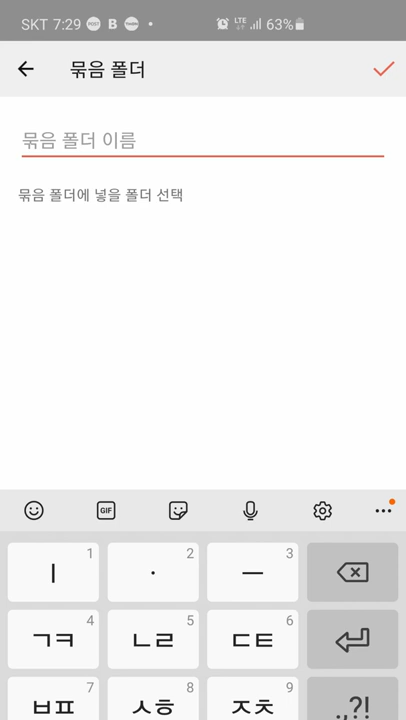 SKT 7:29 POST B LTE 63%
묶음 폴더
묶음 폴더 이름
묶음 폴더에 넣을 폴더 선택
GIF
1 2 3
ㅣ · ㅡ
4 5 6
ㄱㅋ ㄴㄹ ㄷㅌ
7 8 9
ㅂㅍ ㅅㅎ ㅈㅊ .,?!